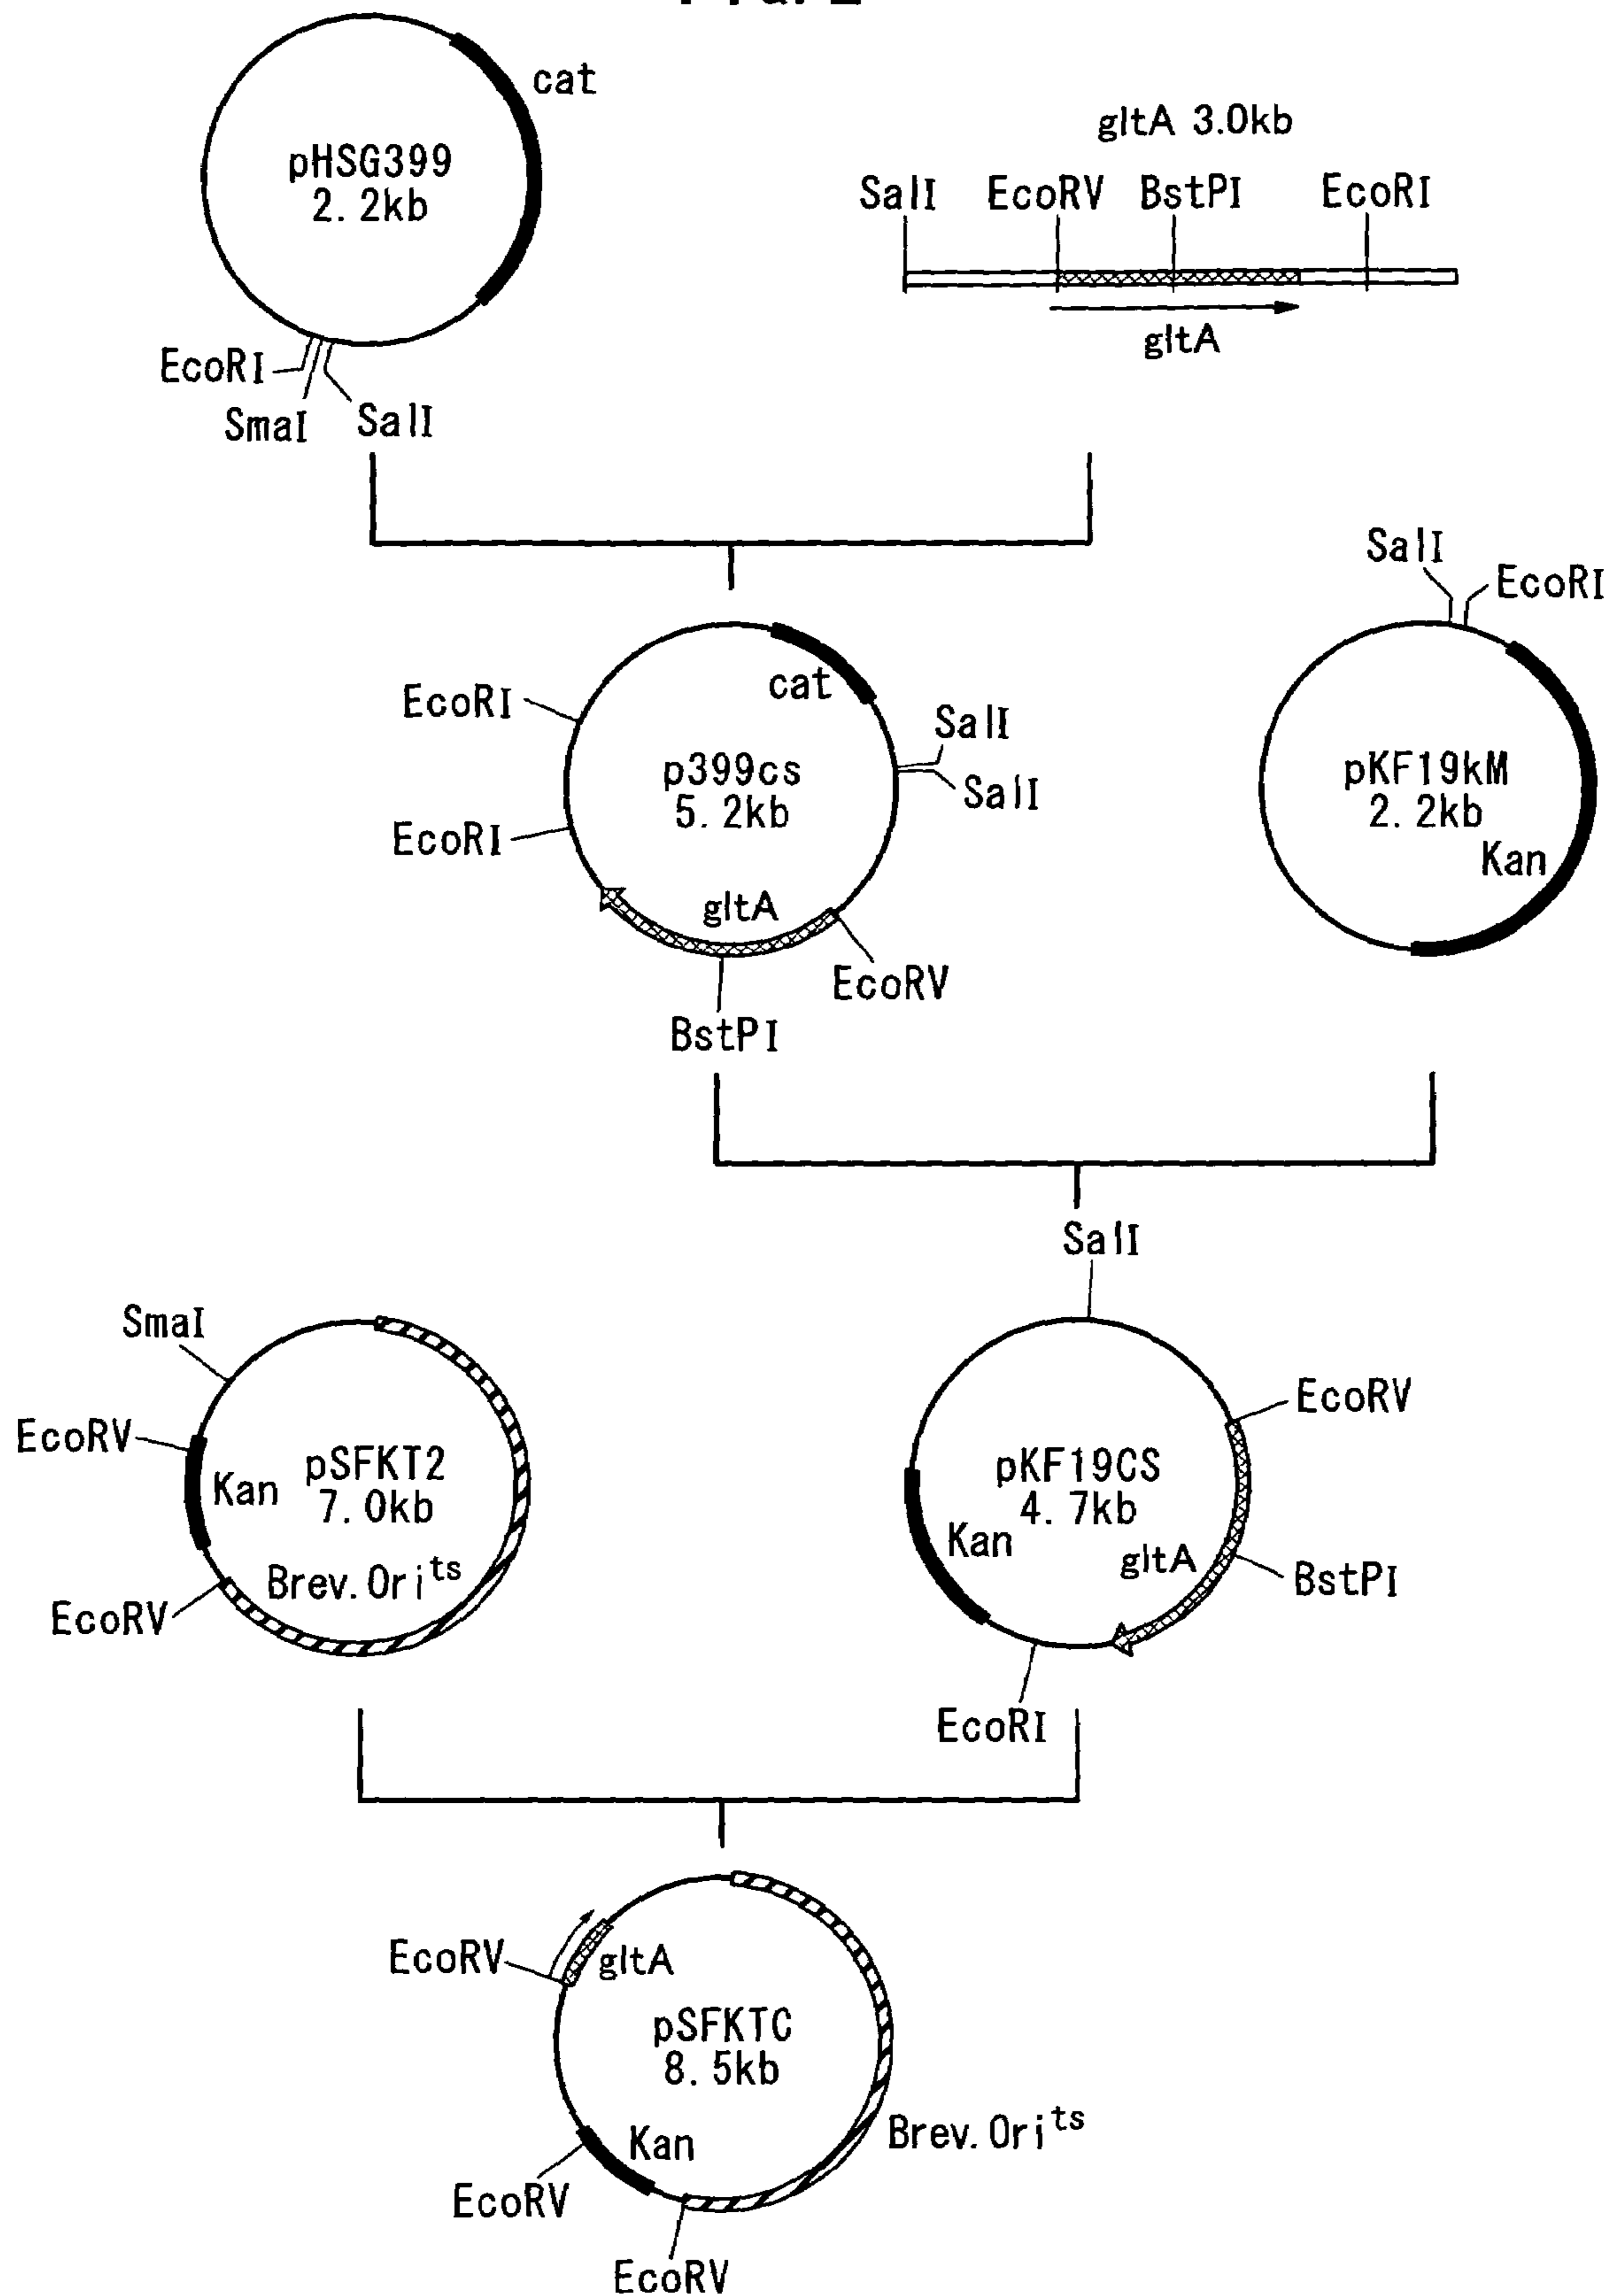 cat
pHSG399
2.2kb
EcoRI
SmaI
SalI
gltA 3.0kb
SalI EcoRV BstPI EcoRI
gltA
SalI
EcoRI
pKF19kM
2.2kb
Kan
cat
EcoRI
SalI
p399cs
5.2kb
SalI
EcoRI
gltA
EcoRV
BstPI
SalI
SmaI
EcoRV
pSFKT2
7.0kb
Kan
Brev.Ori^ts
EcoRV
EcoRV
pKF19CS
4.7kb
Kan
gltA
BstPI
EcoRI
EcoRV
gltA
pSFKTC
8.5kb
Brev.Ori^ts
Kan
EcoRV
EcoRV